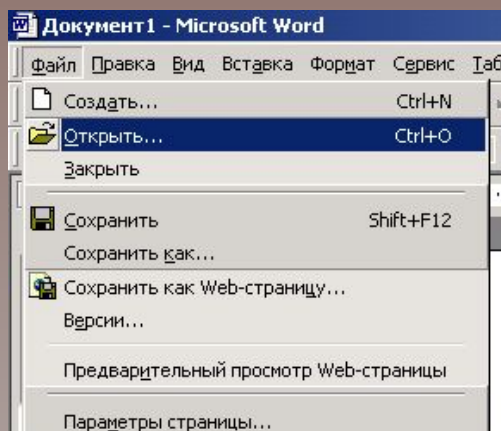 Документ1 - Microsoft Word
Файл Правка Вид Вставка Формат Сервис Таб
Создать... Ctrl+N
Открыть... Ctrl+O
Закрыть
Сохранить Shift+F12
Сохранить как...
Сохранить как Web-страницу...
Версии...
Предварительный просмотр Web-страницы
Параметры страницы...